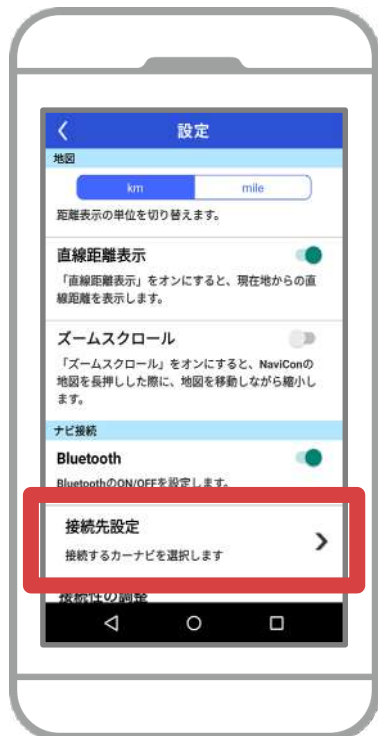 設定
地図
km mile
距離表示の単位を切り替えます。
直線距離表示
「直線距離表示」をオンにすると、現在地からの直
線距離を表示します。
ズームスクロール
「ズームスクロール」をオンにすると、NaviConの
地図を長押しした際に、地図を移動しながら縮小し
ます。
ナビ接続
Bluetooth
BluetoothのON/OFFを設定します。
接続先設定
接続するカーナビを選択します
接続性の調整